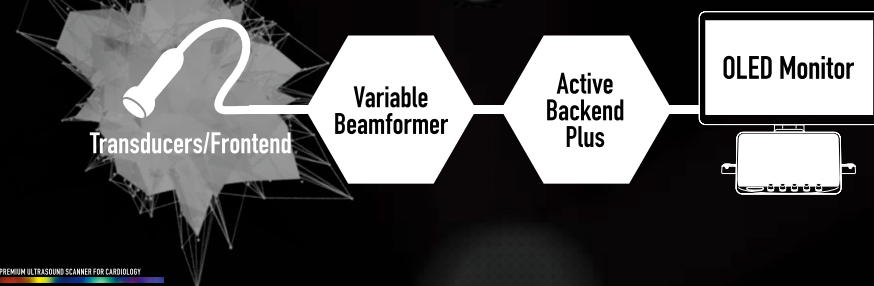 Transducers/Frontend
Variable
Beamformer
Active
Backend
Plus
OLED Monitor
PREMIUM ULTRASOUND SCANNER FOR CARDIOLOGY